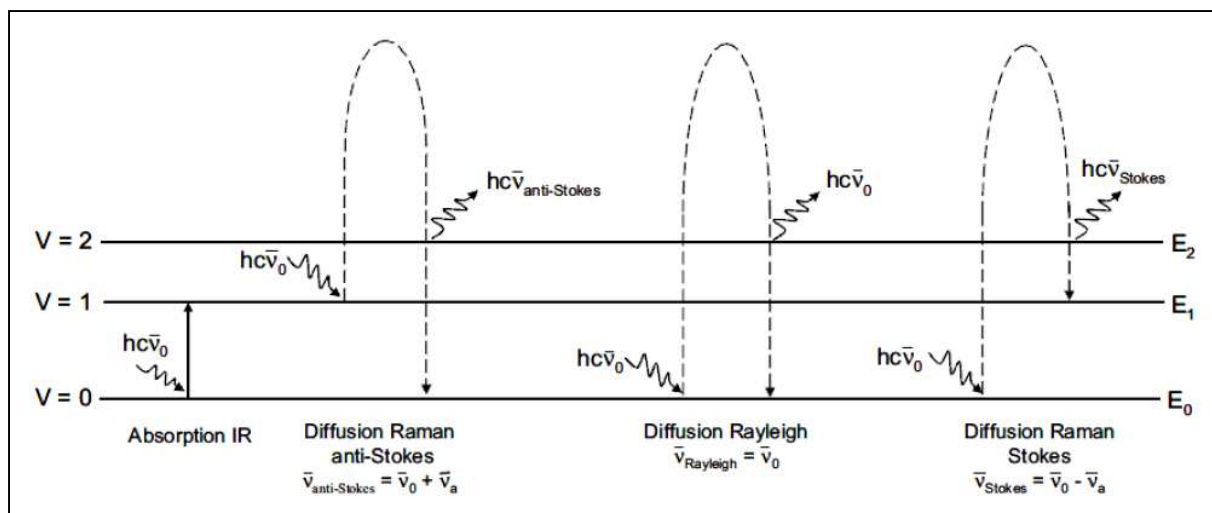 hcν̄anti-Stokes
hcν̄0
hcν̄Stokes
V = 2
E2
hcν̄0
V = 1
E1
hcν̄0
hcν̄0
hcν̄0
V = 0
E0
Absorption IR
Diffusion Raman
anti-Stokes
ν̄anti-Stokes = ν̄0 + ν̄a
Diffusion Rayleigh
ν̄Rayleigh = ν̄0
Diffusion Raman
Stokes
ν̄Stokes = ν̄0 - ν̄a